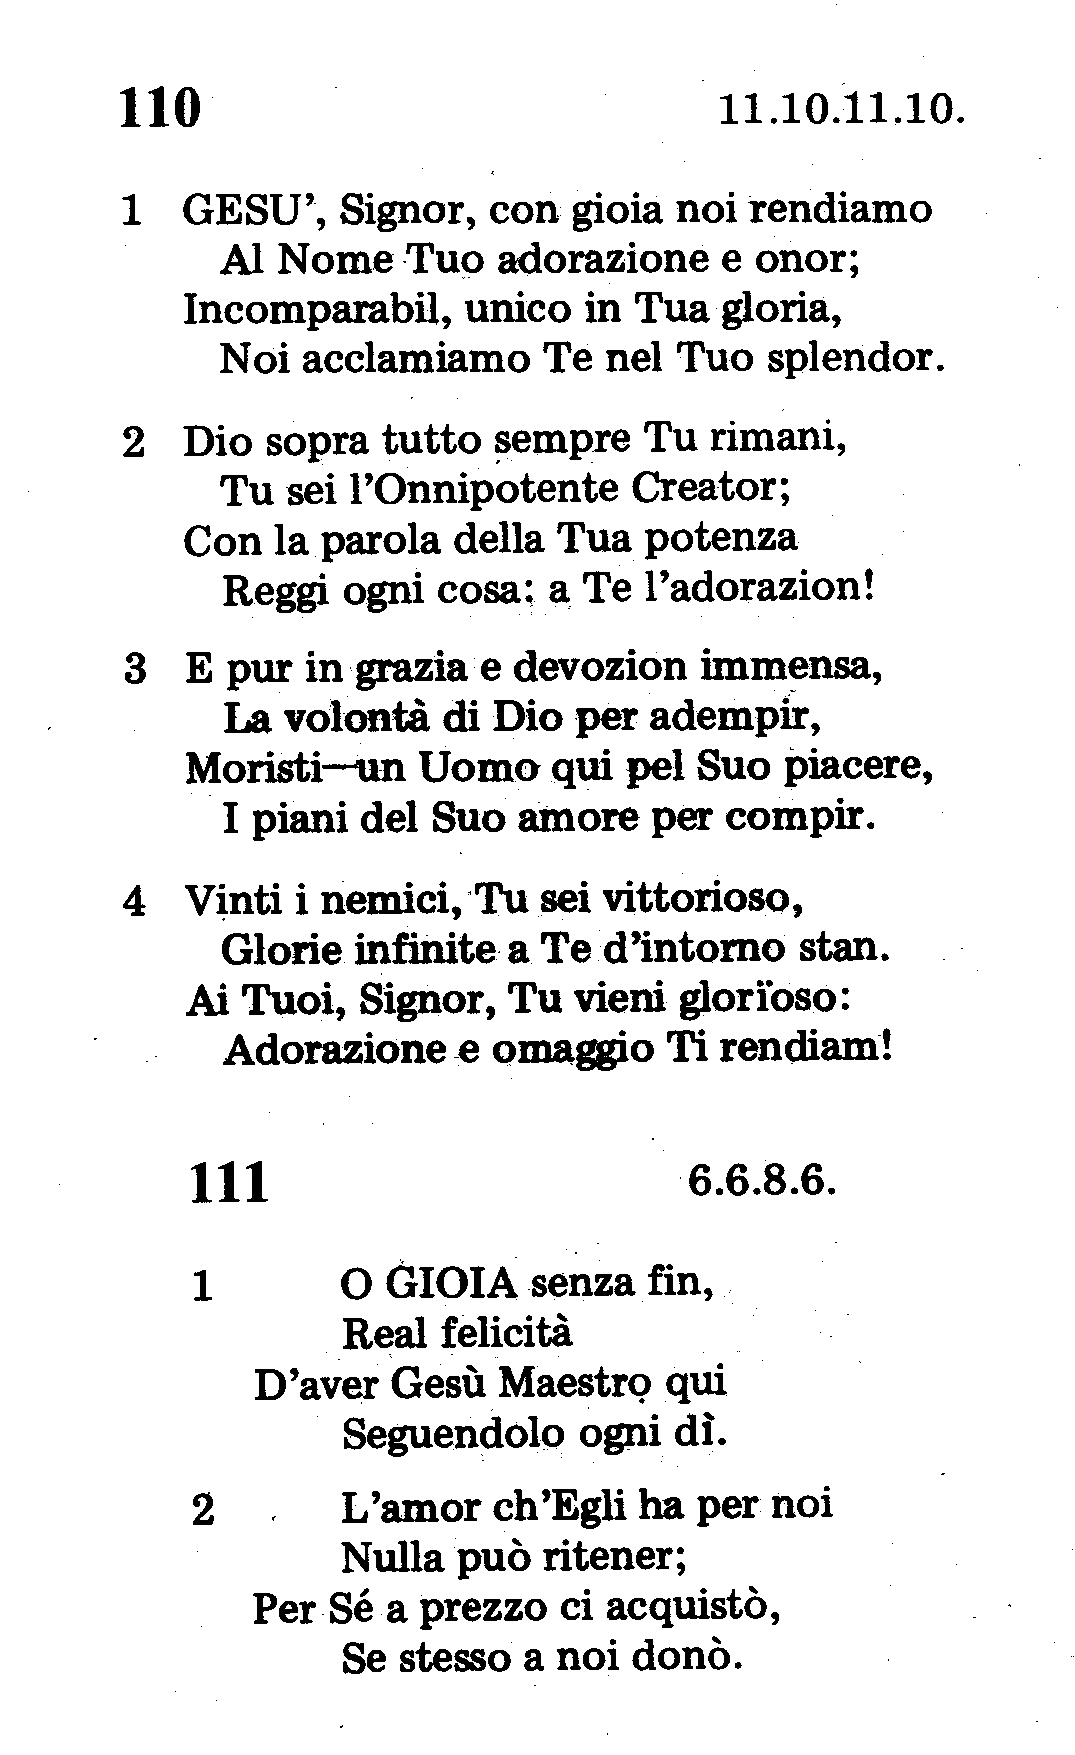 110 11.10.11.10.
1 GESU’, Signor, con gioia noi rendiamo
Al Nome Tuo adorazione e onor;
Incomparabil, unico in Tua gloria,
Noi acclamiamo Te nel Tuo splendor.
2 Dio sopra tutto sempre Tu rimani,
Tu sei l’Onnipotente Creator;
Con la parola della Tua potenza
Reggi ogni cosa; a Te l’adorazion!
3 E pur in grazia e devozion immensa,
La volontà di Dio per adempir,
Moristi—un Uomo qui pel Suo piacere,
I piani del Suo amore per compir.
4 Vinti i nemici, Tu sei vittorioso,
Glorie infinite a Te d’intorno stan.
Ai Tuoi, Signor, Tu vieni glorïoso:
Adorazione e omaggio Ti rendiam!
111 6.6.8.6.
1 O GIOIA senza fin,
Real felicità
D’aver Gesù Maestro qui
Seguendolo ogni dì.
2 L’amor ch’Egli ha per noi
Nulla può ritener;
Per Sé a prezzo ci acquistò,
Se stesso a noi donò.